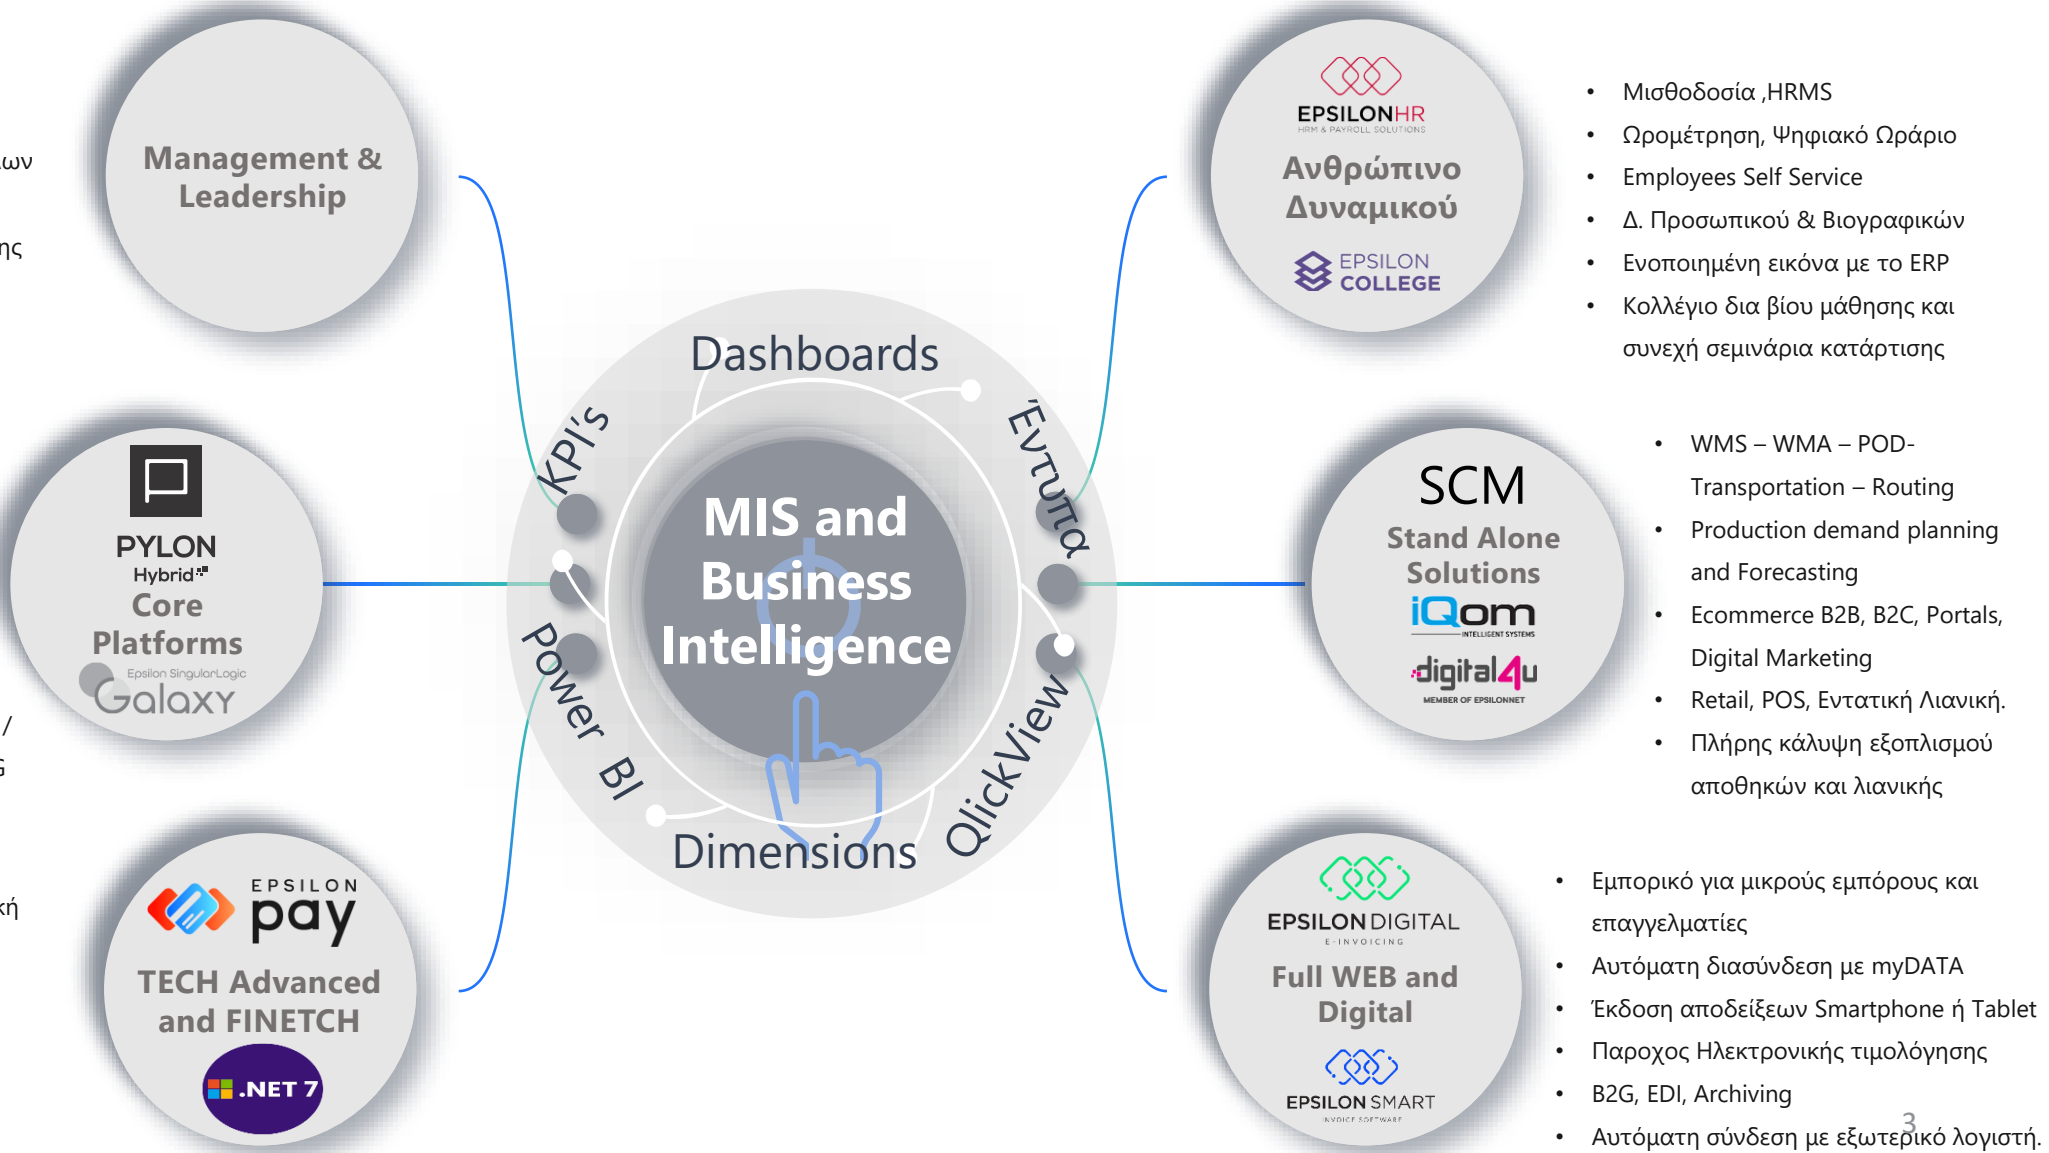 Management &
Leadership
PYLON
Hybrid
Core
Platforms
Epsilon SingularLogic
Galaxy
/
EPSILON
pay
TECH Advanced
and FINETCH
.NET 7
Dashboards
KPI's
Έντυπα
MIS and
Business
Intelligence
Power BI
QlickView
Dimensions
EPSILONHR
HRM & PAYROLL SOLUTIONS
Ανθρώπινο
Δυναμικού
EPSILON
COLLEGE
• Μισθοδοσία ,HRMS
• Ωρομέτρηση, Ψηφιακό Ωράριο
• Employees Self Service
• Δ. Προσωπικού & Βιογραφικών
• Ενοποιημένη εικόνα με το ERP
• Κολλέγιο δια βίου μάθησης και
συνεχή σεμινάρια κατάρτισης
SCM
Stand Alone
Solutions
iQom
INTELLIGENT SYSTEMS
digital4u
MEMBER OF EPSILONNET
• WMS – WMA – POD-
Transportation – Routing
• Production demand planning
and Forecasting
• Ecommerce B2B, B2C, Portals,
Digital Marketing
• Retail, POS, Εντατική Λιανική.
• Πλήρης κάλυψη εξοπλισμού
αποθηκών και λιανικής
EPSILON DIGITAL
E-INVOICING
Full WEB and
Digital
EPSILON SMART
INVOICE SOFTWARE
• Εμπορικό για μικρούς εμπόρους και
επαγγελματίες
• Αυτόματη διασύνδεση με myDATA
• Έκδοση αποδείξεων Smartphone ή Tablet
• Παροχος Ηλεκτρονικής τιμολόγησης
• B2G, EDI, Archiving
• Αυτόματη σύνδεση με εξωτερικό λογιστή.
3